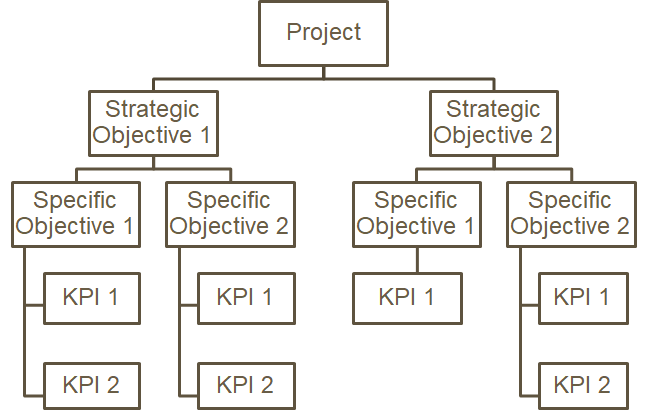 Project
Strategic
Objective 1
Strategic
Objective 2
Specific
Objective 1
Specific
Objective 2
Specific
Objective 1
Specific
Objective 2
KPI 1
KPI 1
KPI 1
KPI 1
KPI 2
KPI 2
KPI 2